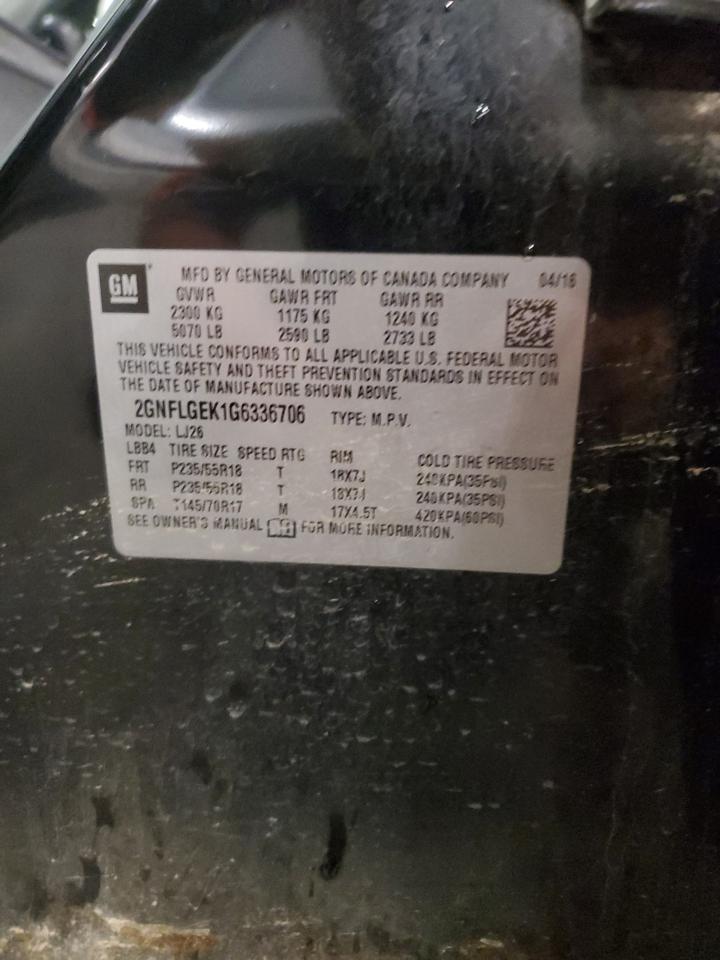 GM
MFD BY GENERAL MOTORS OF CANADA COMPANY 04/16
GVWR GAWR FRT GAWR RR
2300 KG 1175 KG 1240 KG
5070 LB 2590 LB 2733 LB
THIS VEHICLE CONFORMS TO ALL APPLICABLE U.S. FEDERAL MOTOR
VEHICLE SAFETY AND THEFT PREVENTION STANDARDS IN EFFECT ON
THE DATE OF MANUFACTURE SHOWN ABOVE.
2GNFLGEK1G6336706 TYPE: M.P.V.
MODEL: LJ26
LBB4 TIRE SIZE SPEED RTG RIM COLD TIRE PRESSURE
FRT P235/55R18 T 18X7J 240KPA(35PSI)
RR P235/55R18 T 18X7J 240KPA(35PSI)
SPA T145/70R17 M 17X4.5T 420KPA(60PSI)
SEE OWNER'S MANUAL FOR MORE INFORMATION.